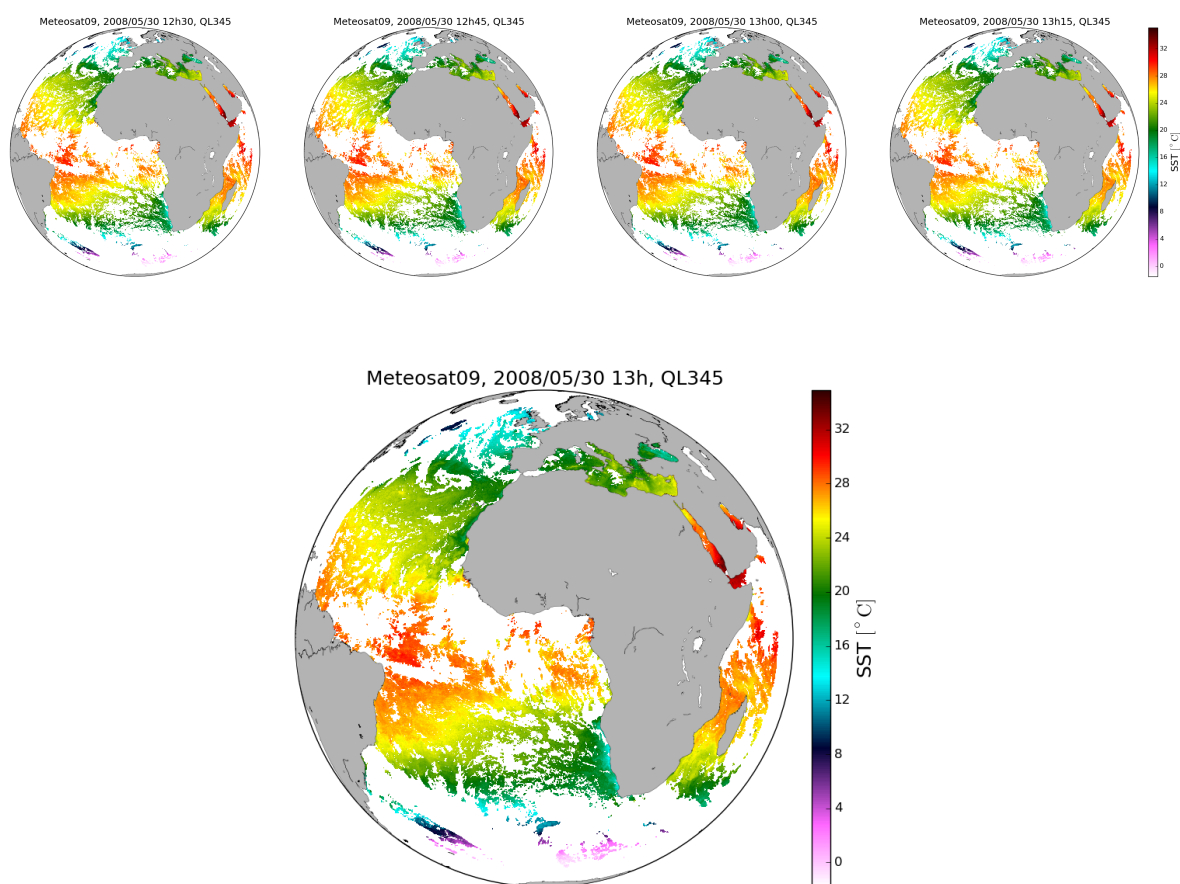 Meteosat09, 2008/05/30 12h30, QL345
Meteosat09, 2008/05/30 12h45, QL345
Meteosat09, 2008/05/30 13h00, QL345
Meteosat09, 2008/05/30 13h15, QL345
32
28
24
20
16
12
8
4
0
SST [°C]
Meteosat09, 2008/05/30 13h, QL345
32
28
24
20
16
12
8
4
0
SST [°C]